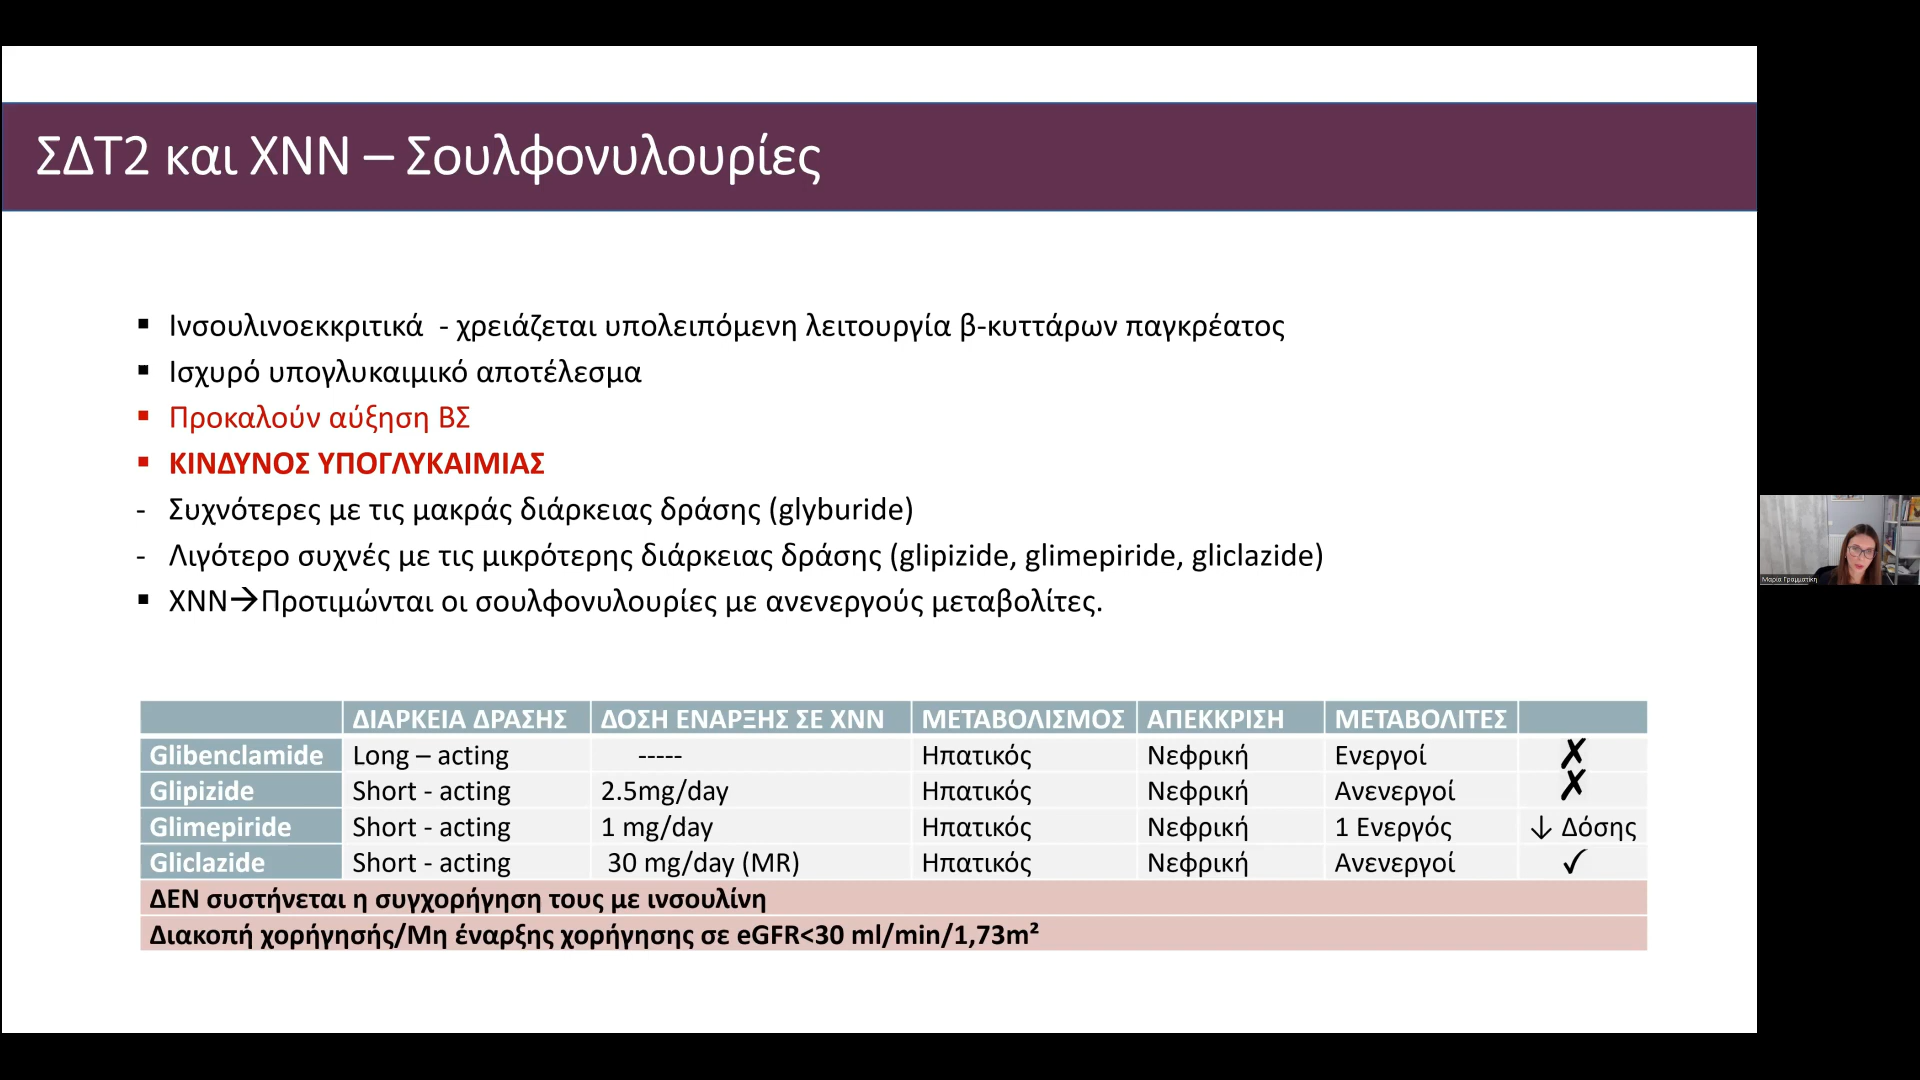 ΣΔΤ2 και ΧΝΝ – Σουλφονυλουρίες
▪ Ινσουλινοεκκριτικά - χρειάζεται υπολειπόμενη λειτουργία β-κυττάρων παγκρέατος
▪ Ισχυρό υπογλυκαιμικό αποτέλεσμα
▪ Προκαλούν αύξηση ΒΣ
▪ ΚΙΝΔΥΝΟΣ ΥΠΟΓΛΥΚΑΙΜΙΑΣ
- Συχνότερες με τις μακράς διάρκειας δράσης (glyburide)
- Λιγότερο συχνές με τις μικρότερης διάρκειας δράσης (glipizide, glimepiride, gliclazide)
▪ ΧΝΝ→Προτιμώνται οι σουλφονυλουρίες με ανενεργούς μεταβολίτες.
ΔΙΑΡΚΕΙΑ ΔΡΑΣΗΣ ΔΟΣΗ ΕΝΑΡΞΗΣ ΣΕ ΧΝΝ ΜΕΤΑΒΟΛΙΣΜΟΣ ΑΠΕΚΚΡΙΣΗ ΜΕΤΑΒΟΛΙΤΕΣ
Glibenclamide Long – acting ----- Ηπατικός Νεφρική Ενεργοί ✗
Glipizide Short - acting 2.5mg/day Ηπατικός Νεφρική Ανενεργοί ✗
Glimepiride Short - acting 1 mg/day Ηπατικός Νεφρική 1 Ενεργός ↓ Δόσης
Gliclazide Short - acting 30 mg/day (MR) Ηπατικός Νεφρική Ανενεργοί ✓
ΔΕΝ συστήνεται η συγχορήγηση τους με ινσουλίνη
Διακοπή χορήγησής/Μη έναρξης χορήγησης σε eGFR<30 ml/min/1,73m²
Μαρία Γραμματίκη